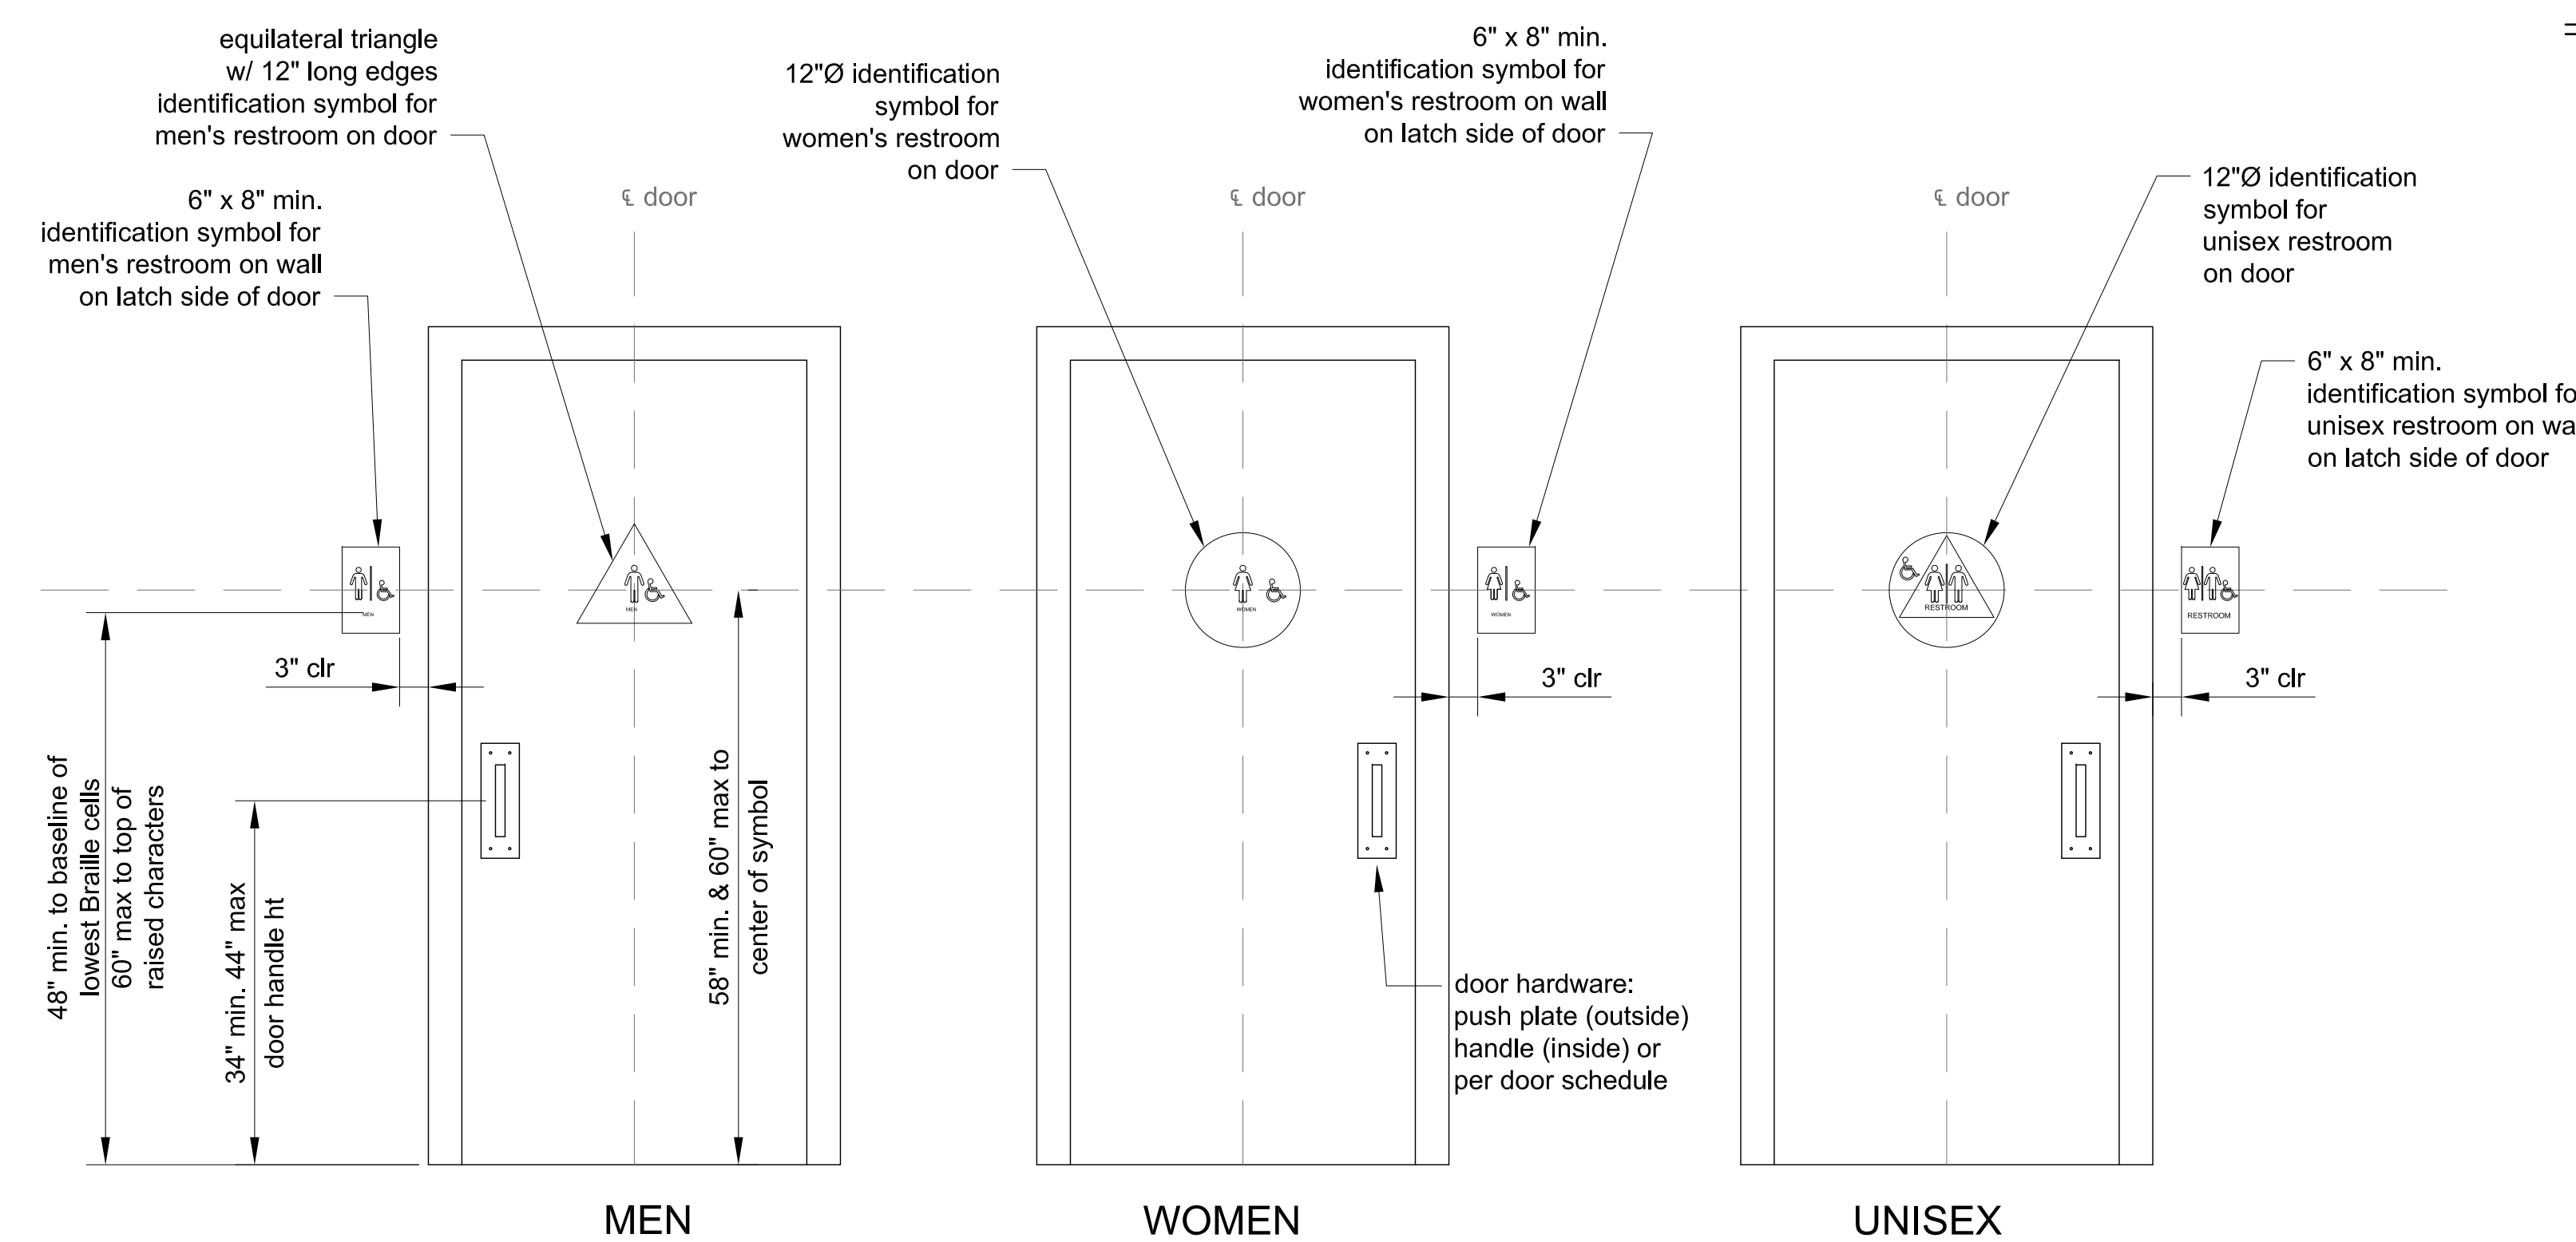 equilateral triangle
w/ 12" long edges
identification symbol for
men's restroom on door
6" x 8" min.
identification symbol for
men's restroom on wall
on latch side of door
12"Ø identification
symbol for
women's restroom
on door
6" x 8" min.
identification symbol for
women's restroom on wall
on latch side of door
12"Ø identification
symbol for
unisex restroom
on door
6" x 8" min.
identification symbol fo
unisex restroom on wa
on latch side of door
℄ door
℄ door
℄ door
MEN
MEN
WOMEN
WOMEN
RESTROOM
RESTROOM
3" clr
3" clr
3" clr
48" min. to baseline of
lowest Braille cells
60" max to top of
raised characters
34" min. 44" max
door handle ht
58" min. & 60" max to
center of symbol
door hardware:
push plate (outside)
handle (inside) or
per door schedule
MEN
WOMEN
UNISEX